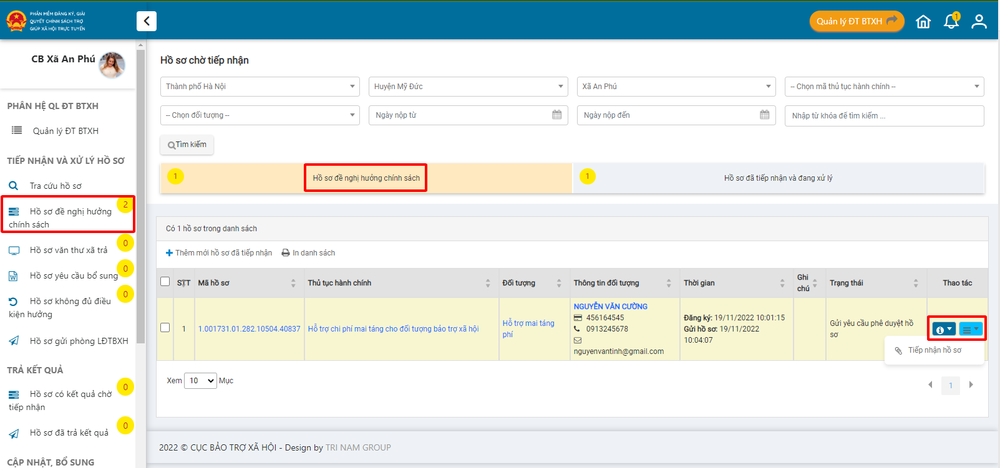 PHẦN MỀM ĐĂNG KÝ, GIẢI
QUYẾT CHÍNH SÁCH TRỢ
GIÚP XÃ HỘI TRỰC TUYẾN
Quản lý ĐT BTXH
1
CB Xã An Phú
PHÂN HỆ QL ĐT BTXH
Quản lý ĐT BTXH
TIẾP NHẬN VÀ XỬ LÝ HỒ SƠ
Tra cứu hồ sơ
Hồ sơ đề nghị hưởng
chính sách
2
Hồ sơ văn thư xã trả
0
Hồ sơ yêu cầu bổ sung
0
Hồ sơ không đủ điều
kiện hưởng
0
Hồ sơ gửi phòng LĐTBXH
TRẢ KẾT QUẢ
Hồ sơ có kết quả chờ
tiếp nhận
0
Hồ sơ đã trả kết quả
0
CẬP NHẬT, BỔ SUNG
Hồ sơ chờ tiếp nhận
Thành phố Hà Nội
Huyện Mỹ Đức
Xã An Phú
-- Chọn mã thủ tục hành chính --
-- Chọn đối tượng --
Ngày nộp từ
Ngày nộp đến
Nhập từ khóa để tìm kiếm ...
Tìm kiếm
1
Hồ sơ đề nghị hưởng chính sách
1
Hồ sơ đã tiếp nhận và đang xử lý
Có 1 hồ sơ trong danh sách
Thêm mới hồ sơ đã tiếp nhận
In danh sách
STT
Mã hồ sơ
Thủ tục hành chính
Đối tượng
Thông tin đối tượng
Thời gian
Ghi
chú
Trạng thái
Thao tác
1
1.001731.01.282.10504.40837
Hỗ trợ chi phí mai táng cho đối tượng bảo trợ xã hội
Hỗ trợ mai táng
phí
NGUYỄN VĂN CƯỜNG
456164545
0913245678
nguyenvantinh@gmail.com
Đăng ký: 19/11/2022 10:01:15
Gửi hồ sơ: 19/11/2022
10:04:07
Gửi yêu cầu phê duyệt hồ
sơ
Tiếp nhận hồ sơ
Xem 10 Mục
1
2022 © CỤC BẢO TRỢ XÃ HỘI - Design by TRI NAM GROUP